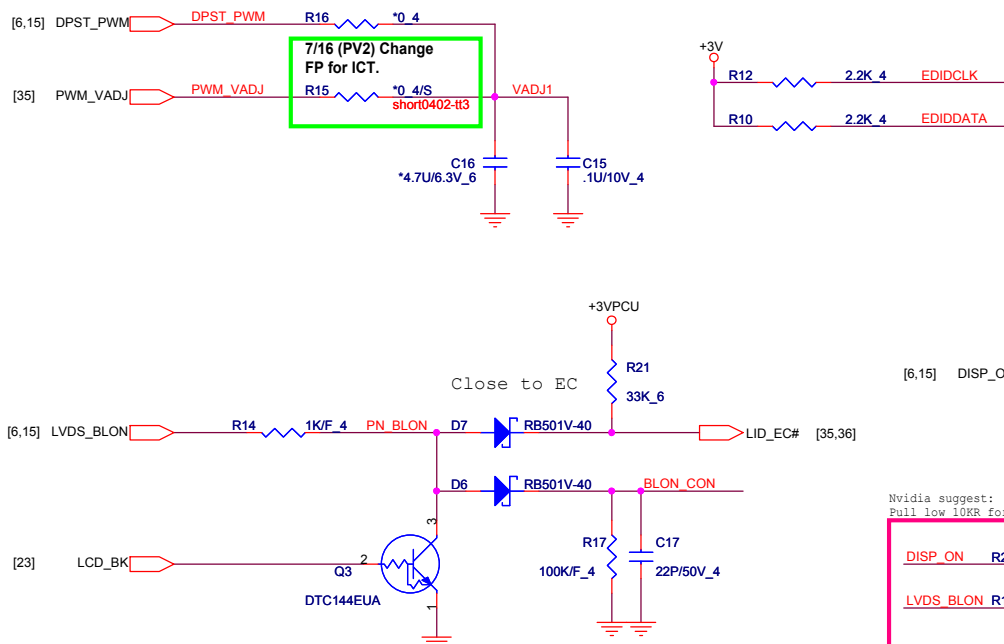 [6,15] DPST_PWM DPST_PWM R16 *0_4
7/16 (PV2) Change
FP for ICT.
[35] PWM_VADJ PWM_VADJ R15 *0_4/S VADJ1
short0402-tt3
C16
*4.7U/6.3V_6
C15
.1U/10V_4
+3V
R12 2.2K_4 EDIDCLK
R10 2.2K_4 EDIDDATA
+3VPCU
R21
33K_6
Close to EC
[6,15] DISP_O
[6,15] LVDS_BLON R14 1K/F_4 PN_BLON D7 RB501V-40 LID_EC# [35,36]
D6 RB501V-40 BLON_CON
3
[23] LCD_BK 2
Q3
DTC144EUA
1
R17
100K/F_4
C17
22P/50V_4
Nvidia suggest:
Pull low 10KR for
DISP_ON R2
LVDS_BLON R1